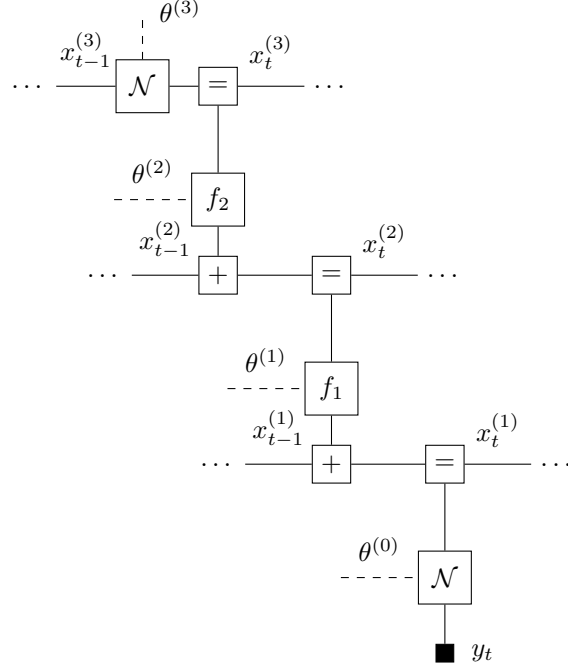 θ^(3)
x_{t−1}^(3) x_t^(3)
⋯ 𝒩 = ⋯
θ^(2)
f_2
x_{t−1}^(2) x_t^(2)
⋯ + = ⋯
θ^(1)
f_1
x_{t−1}^(1) x_t^(1)
⋯ + = ⋯
θ^(0)
𝒩
y_t